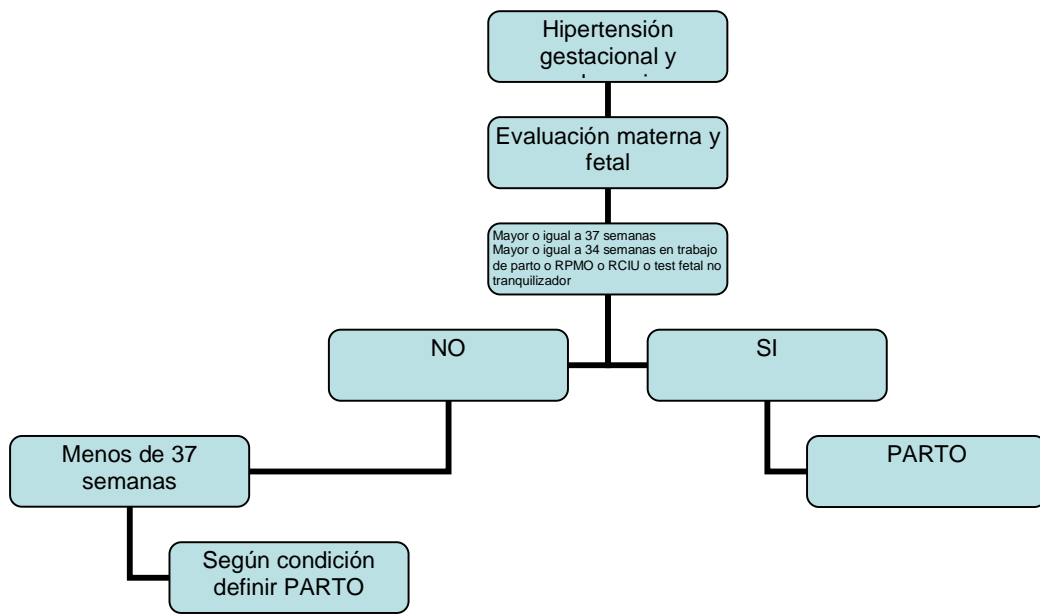 Hipertensión
gestacional y
Evaluación materna y
fetal
Mayor o igual a 37 semanas
Mayor o igual a 34 semanas en trabajo
de parto o RPMO o RCIU o test fetal no
tranquilizador
NO
SI
Menos de 37
semanas
PARTO
Según condición
definir PARTO